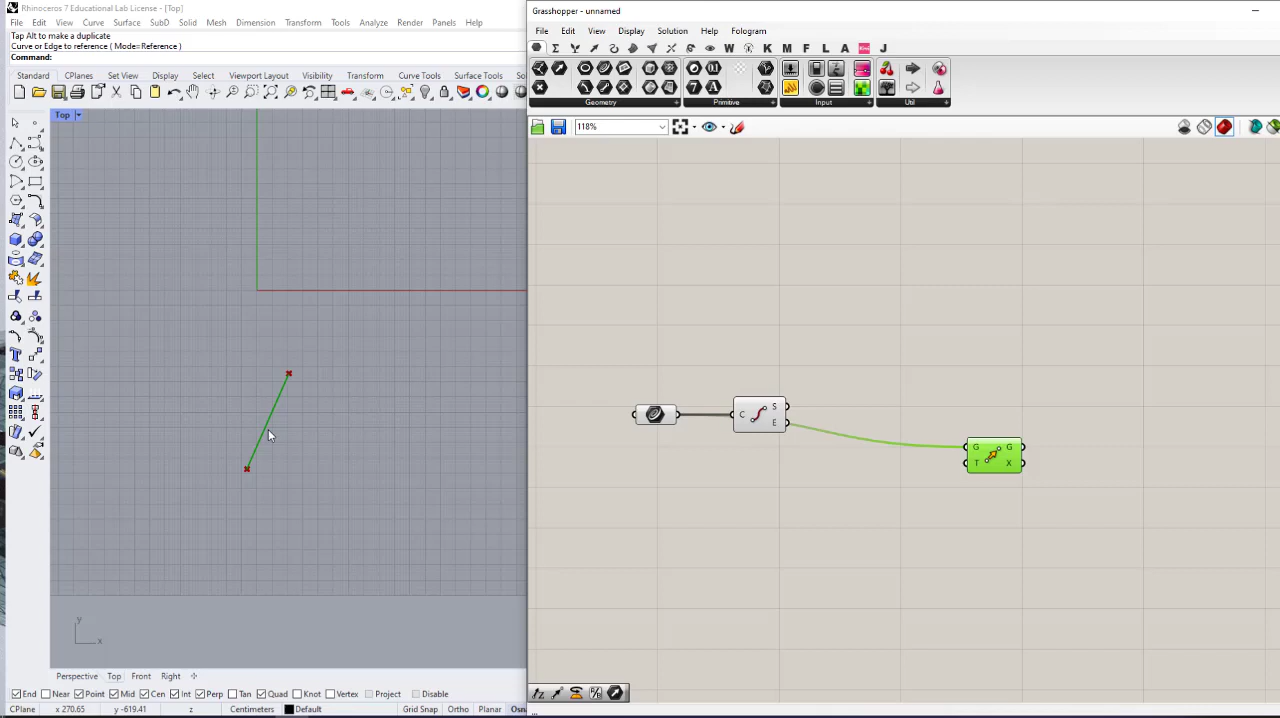 Rhinoceros 7 Educational Lab License - [Top]
File Edit View Curve Surface SubD Solid Mesh Dimension Transform Tools Analyze Render Panels Help
Tap Alt to make a duplicate
Curve or Edge to reference ( Mode=Reference )
Command:
Standard CPlanes Set View Display Select Viewport Layout Visibility Transform Curve Tools Surface Tools So
Top
y
x
Perspective Top Front Right
End Near Point Mid Cen Int Perp Tan Quad Knot Vertex Project Disable
CPlane x 270.65 y -619.41 z Centimeters Default Grid Snap Ortho Planar Osn
Grasshopper - unnamed
File Edit View Display Solution Help Fologram
W K M F L A J
Geometry Primitive Input Util
118%
C S E
G T G X
...